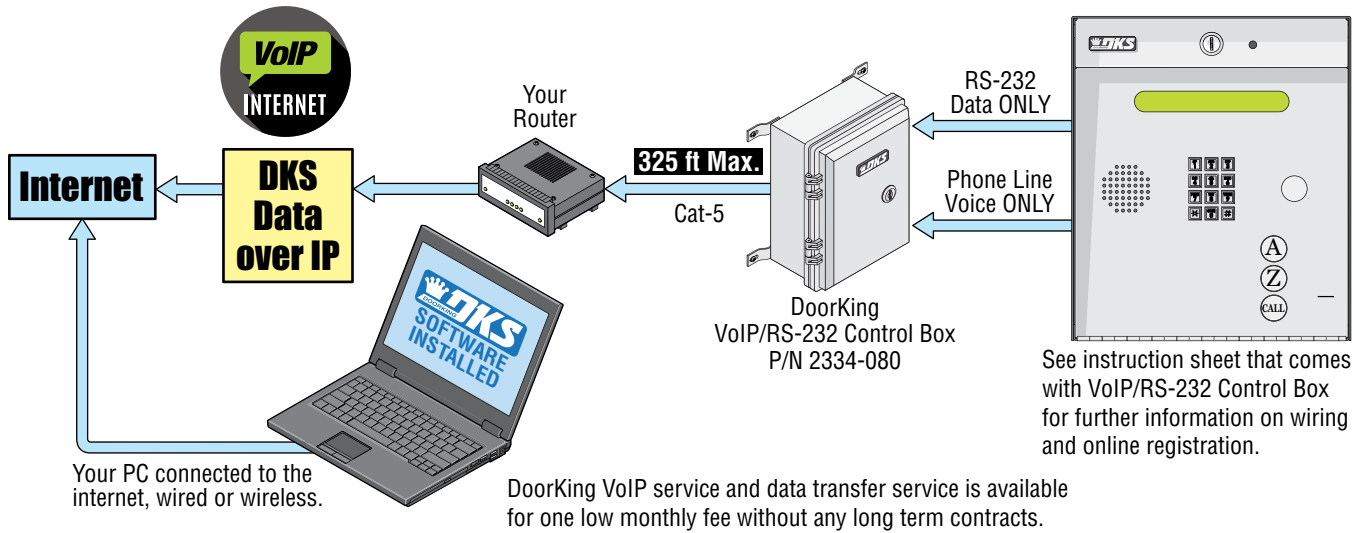 VoIP
INTERNET
Your
Router
RS-232
Data ONLY
Internet
DKS
Data
over IP
325 ft Max.
Cat-5
Phone Line
Voice ONLY
DKS
DKS
A
Z
CALL
DOORKING
DKS
SOFTWARE
INSTALLED
DoorKing
VoIP/RS-232 Control Box
P/N 2334-080
See instruction sheet that comes
with VoIP/RS-232 Control Box
for further information on wiring
and online registration.
Your PC connected to the
internet, wired or wireless.
DoorKing VoIP service and data transfer service is available
for one low monthly fee without any long term contracts.